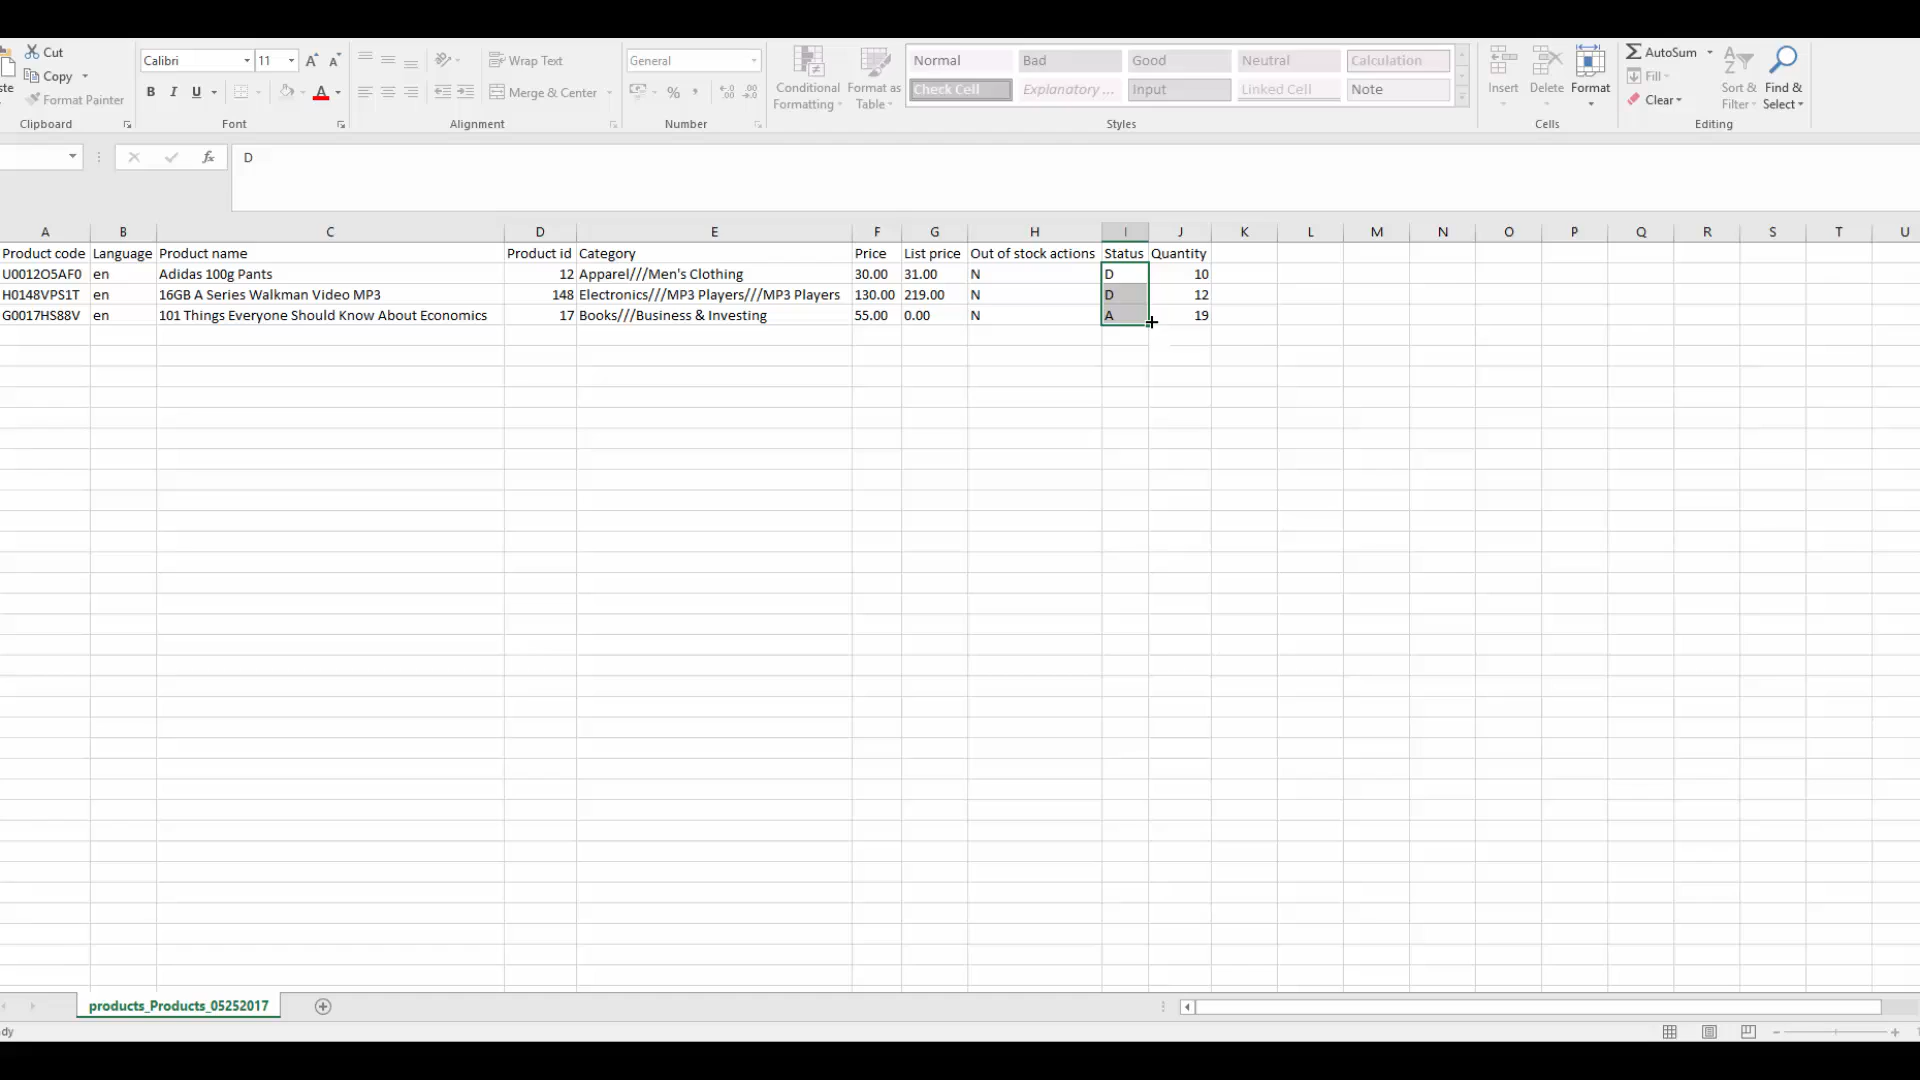 Cut
Copy
Format Painter
Clipboard
Calibri 11 A A
B I U A
Font
Wrap Text
Merge & Center
Alignment
General
% ,
Number
Conditional Formatting
Format as Table
Normal Bad Good Neutral Calculation
Check Cell Explanatory ... Input Linked Cell Note
Styles
Insert Delete Format
Cells
AutoSum
Fill
Clear
Sort & Filter
Find & Select
Editing
fx D
A B C D E F G H I J K L M N O P Q R S T U
Product code Language Product name Product id Category Price List price Out of stock actions Status Quantity
U0012O5AF0 en Adidas 100g Pants 12 Apparel///Men's Clothing 30.00 31.00 N D 10
H0148VPS1T en 16GB A Series Walkman Video MP3 148 Electronics///MP3 Players///MP3 Players 130.00 219.00 N D 12
G0017HS88V en 101 Things Everyone Should Know About Economics 17 Books///Business & Investing 55.00 0.00 N A 19
products_Products_05252017